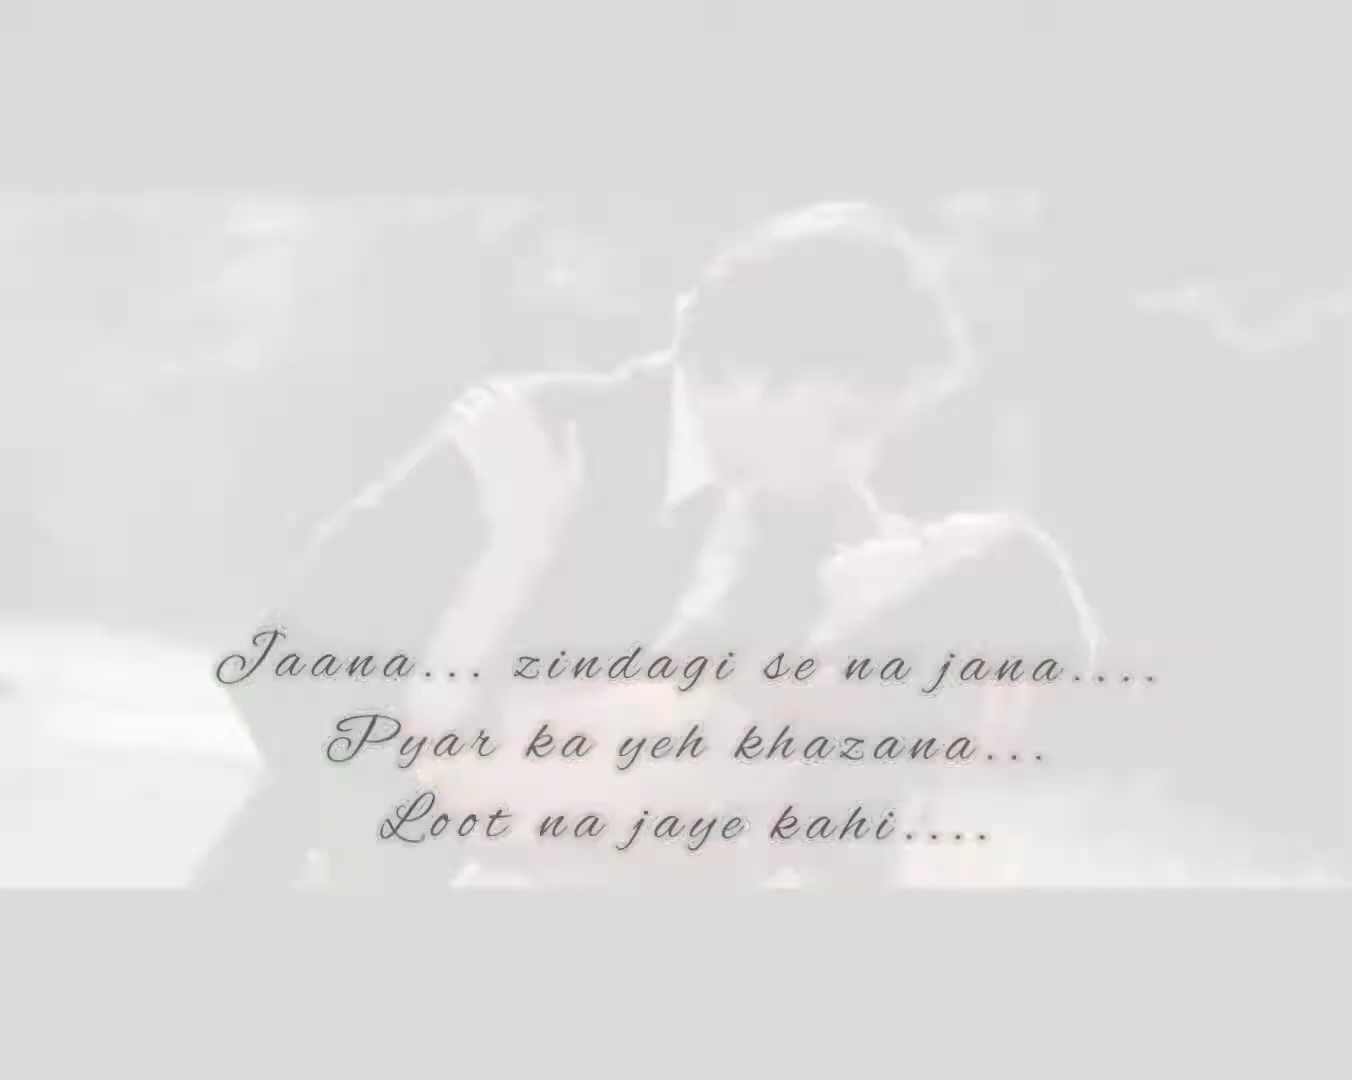 Jaana... zindagi se na jana....
Pyar ka yeh khazana...
Loot na jaye kahi....